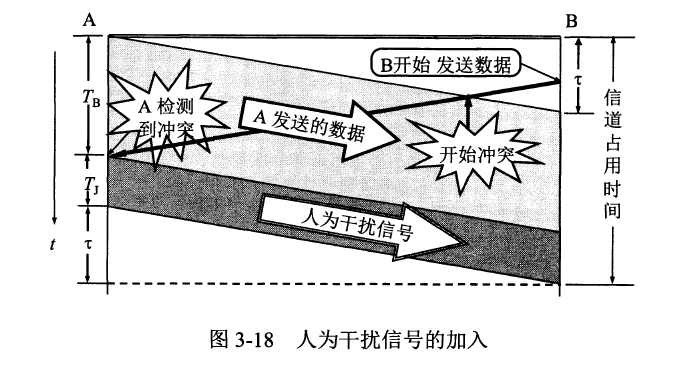 A
B
B开始 发送数据
τ
T_B
A 检测
到冲突
A 发送的数据
开始冲突
信道占用时间
T_J
人为干扰信号
t
τ
图 3-18 人为干扰信号的加入